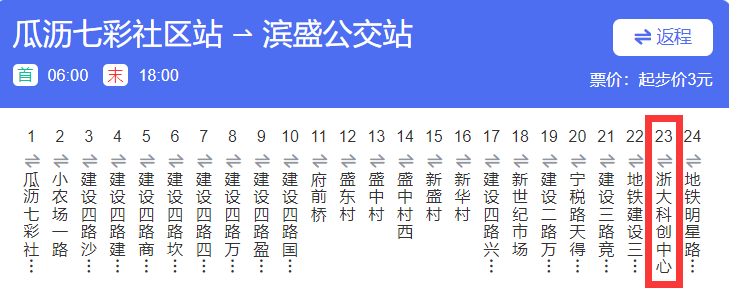 瓜沥七彩社区站 → 滨盛公交站
返程
首 06:00 末 18:00
票价：起步价3元
1 2 3 4 5 6 7 8 9 10 11 12 13 14 15 16 17 18 19 20 21 22 23 24
瓜沥七彩社…
小农场一路
建设四路沙…
建设四路建…
建设四路商…
建设四路坎…
建设四路四…
建设四路万…
建设四路盈…
建设四路国…
府前桥
盛东村
盛中村
盛中村西
新盛村
新华村
建设四路兴…
新世纪市场
建设二路万…
宁税路天得…
建设三路竞…
地铁建设三…
浙大科创中心
地铁明星路…